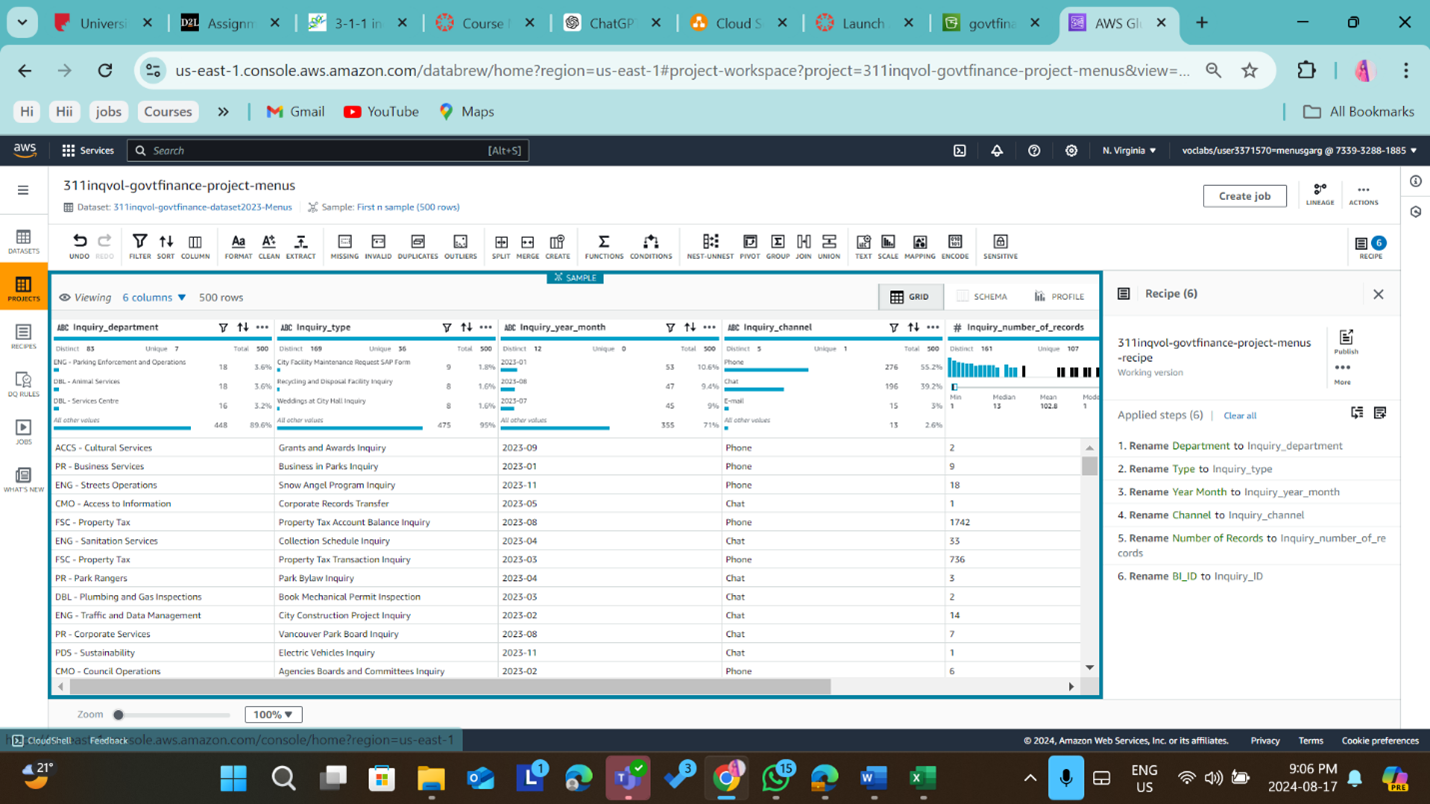 Universi
Assignm
3-1-1 in
Course
ChatGP
Cloud S
Launch
govtfina
AWS Gl
us-east-1.console.aws.amazon.com/databrew/home?region=us-east-1#project-workspace?project=311inqvol-govtfinance-project-menus&view=...
Hi Hii jobs Courses » Gmail YouTube Maps All Bookmarks
aws Services Search [Alt+S] N. Virginia voclabs/user3371570=menusgarg @ 7339-3288-1885
311inqvol-govtfinance-project-menus
Dataset: 311inqvol-govtfinance-dataset2023-Menus Sample: First n sample (500 rows)
Create job LINEAGE ACTIONS
DATASETS
PROJECTS
RECIPES
DQ RULES
JOBS
WHAT'S NEW
UNDO REDO FILTER SORT COLUMN FORMAT CLEAN EXTRACT MISSING INVALID DUPLICATES OUTLIERS SPLIT MERGE CREATE FUNCTIONS CONDITIONS NEST-UNNEST PIVOT GROUP JOIN UNION TEXT SCALE MAPPING ENCODE SENSITIVE 6 RECIPE
SAMPLE
Viewing 6 columns 500 rows GRID SCHEMA PROFILE
ABC Inquiry_department ABC Inquiry_type ABC Inquiry_year_month ABC Inquiry_channel # Inquiry_number_of_records
Distinct 83 Unique 7 Total 500 Distinct 169 Unique 36 Total 500 Distinct 12 Unique 0 Total 500 Distinct 5 Unique 1 Total 500 Distinct 161 Unique 107
ENG - Parking Enforcement and Operations 18 3.6% City Facility Maintenance Request SAP Form 9 1.8% 2023-01 53 10.6% Phone 276 55.2%
DBL - Animal Services 18 3.6% Recycling and Disposal Facility Inquiry 8 1.6% 2023-08 47 9.4% Chat 196 39.2%
DBL - Services Centre 16 3.2% Weddings at City Hall Inquiry 8 1.6% 2023-07 45 9% E-mail 15 3% Min Median Mean Mode
All other values 448 89.6% All other values 475 95% All other values 355 71% All other values 13 2.6% 1 13 102.8 1
ACCS - Cultural Services Grants and Awards Inquiry 2023-09 Phone 2
PR - Business Services Business in Parks Inquiry 2023-01 Phone 9
ENG - Streets Operations Snow Angel Program Inquiry 2023-11 Phone 18
CMO - Access to Information Corporate Records Transfer 2023-05 Chat 1
FSC - Property Tax Property Tax Account Balance Inquiry 2023-08 Phone 1742
ENG - Sanitation Services Collection Schedule Inquiry 2023-04 Chat 33
FSC - Property Tax Property Tax Transaction Inquiry 2023-03 Phone 736
PR - Park Rangers Park Bylaw Inquiry 2023-04 Chat 3
DBL - Plumbing and Gas Inspections Book Mechanical Permit Inspection 2023-03 Chat 2
ENG - Traffic and Data Management City Construction Project Inquiry 2023-02 Chat 14
PR - Corporate Services Vancouver Park Board Inquiry 2023-08 Chat 7
PDS - Sustainability Electric Vehicles Inquiry 2023-11 Chat 1
CMO - Council Operations Agencies Boards and Committees Inquiry 2023-02 Phone 6
Zoom 100%
Recipe (6)
311inqvol-govtfinance-project-menus
-recipe
Working version
Publish
More
Applied steps (6) Clear all
1. Rename Department to Inquiry_department
2. Rename Type to Inquiry_type
3. Rename Year Month to Inquiry_year_month
4. Rename Channel to Inquiry_channel
5. Rename Number of Records to Inquiry_number_of_re
cords
6. Rename BI_ID to Inquiry_ID
CloudShell Feedback sole.aws.amazon.com/console/home?region=us-east-1 © 2024, Amazon Web Services, Inc. or its affiliates. Privacy Terms Cookie preferences
21° 1 3 15 ENG
US
9:06 PM
2024-08-17
PRE